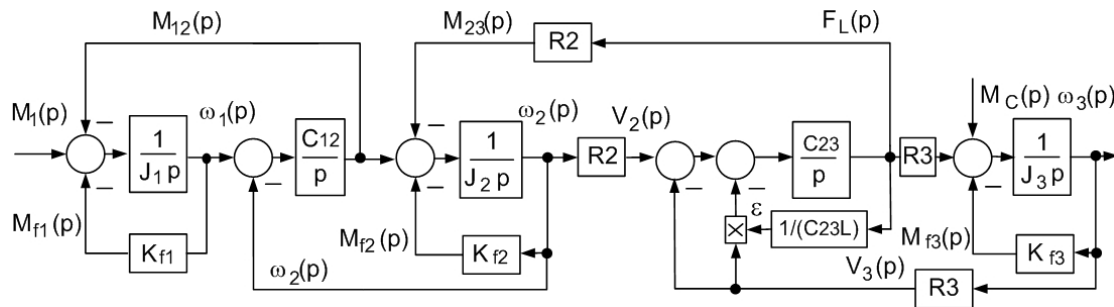 M12(p)
M23(p)
R2
FL(p)
M1(p)
ω1(p)
ω2(p)
V2(p)
MC(p)
ω3(p)
1
J1 p
C12
p
1
J2 p
R2
C23
p
R3
1
J3 p
Mf1(p)
Kf1
ω2(p)
Mf2(p)
Kf2
ε
1/(C23L)
V3(p)
R3
Mf3(p)
Kf3